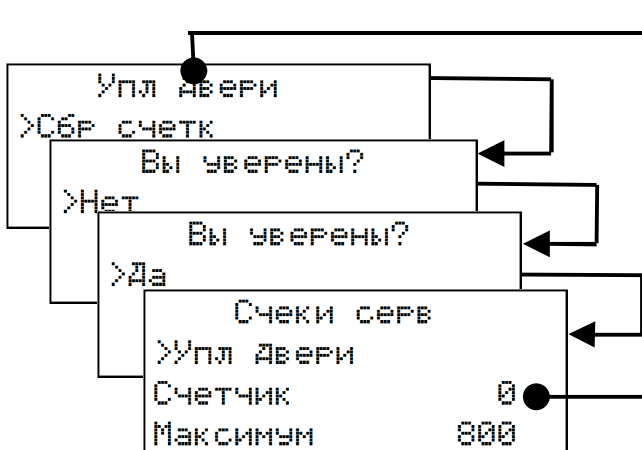 Упл двери
>Сбр счетк
Вы уверены?
>Нет
Вы уверены?
>Да
Счеки серв
>Упл двери
Счетчик 0
Максимум 800